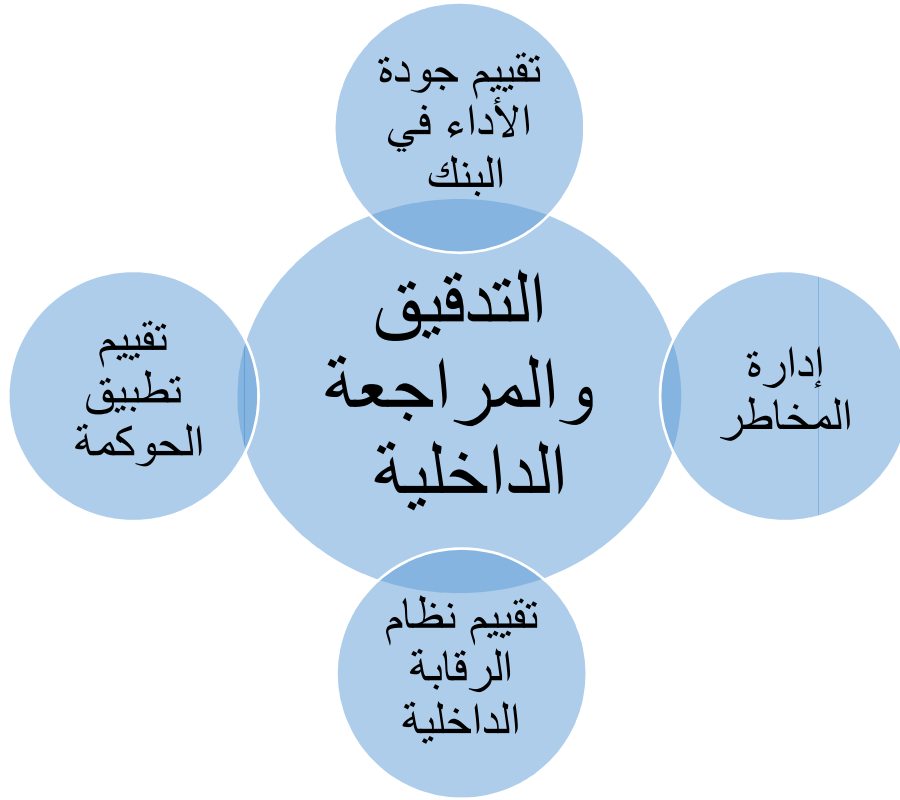 تقييم جودة
الأداء في
البنك
التدقيق
والمراجعة
الداخلية
إدارة
المخاطر
تقييم
تطبيق
الحوكمة
تقييم نظام
الرقابة
الداخلية